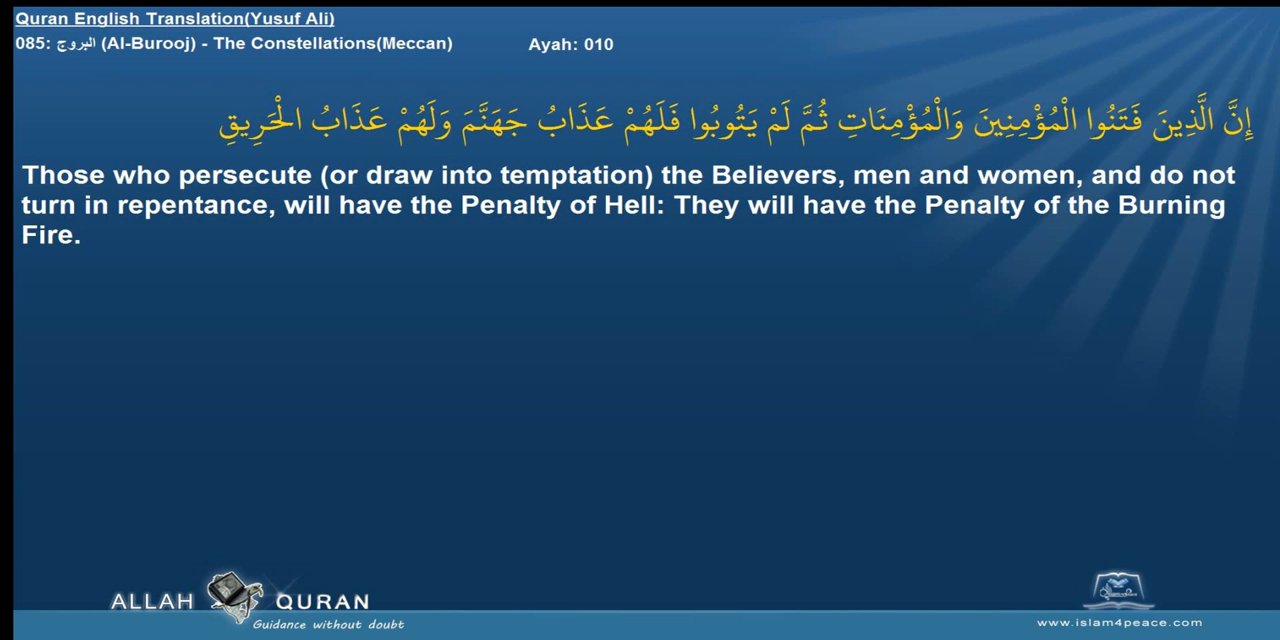 Quran English Translation(Yusuf Ali)
085: البروج (Al-Burooj) - The Constellations(Meccan) Ayah: 010
إِنَّ الَّذِينَ فَتَنُوا الْمُؤْمِنِينَ وَالْمُؤْمِنَاتِ ثُمَّ لَمْ يَتُوبُوا فَلَهُمْ عَذَابُ جَهَنَّمَ وَلَهُمْ عَذَابُ الْحَرِيقِ
Those who persecute (or draw into temptation) the Believers, men and women, and do not
turn in repentance, will have the Penalty of Hell: They will have the Penalty of the Burning
Fire.
ALLAH QURAN
Guidance without doubt
www.islam4peace.com